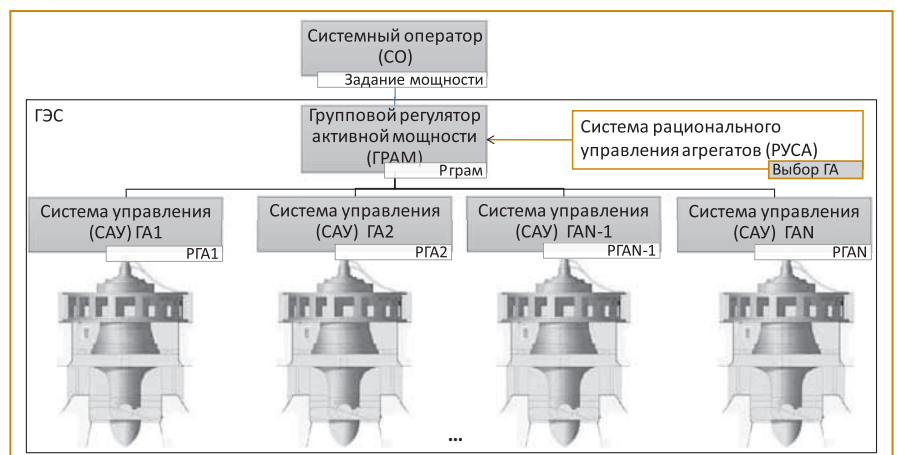 Системный оператор
(СО)
Задание мощности
ГЭС
Групповой регулятор
активной мощности
(ГРАМ)
Pграм
Система рационального
управления агрегатов (РУСА)
Выбор ГА
Система управления
(САУ) ГА1
РГА1
Система управления
(САУ) ГА2
РГА2
Система управления
(САУ) ГАN-1
РГАN-1
Система управления
(САУ) ГАN
РГАN
...